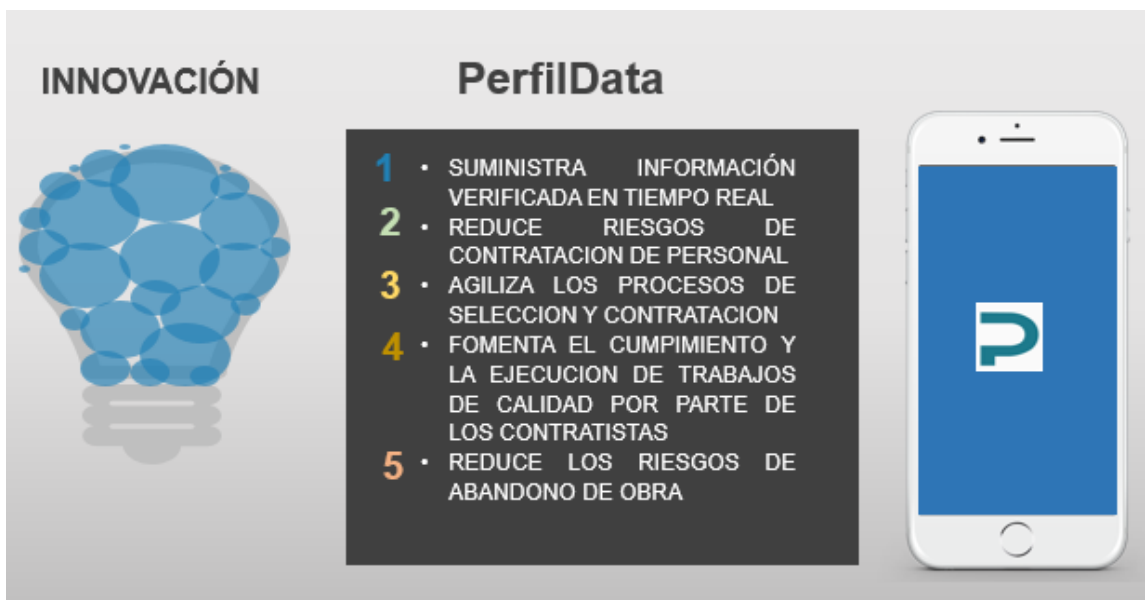 INNOVACIÓN
PerfilData
1 • SUMINISTRA INFORMACIÓN
VERIFICADA EN TIEMPO REAL
2 • REDUCE RIESGOS DE
CONTRATACION DE PERSONAL
3 • AGILIZA LOS PROCESOS DE
SELECCION Y CONTRATACION
4 • FOMENTA EL CUMPIMIENTO Y
LA EJECUCION DE TRABAJOS
DE CALIDAD POR PARTE DE
LOS CONTRATISTAS
5 • REDUCE LOS RIESGOS DE
ABANDONO DE OBRA
P